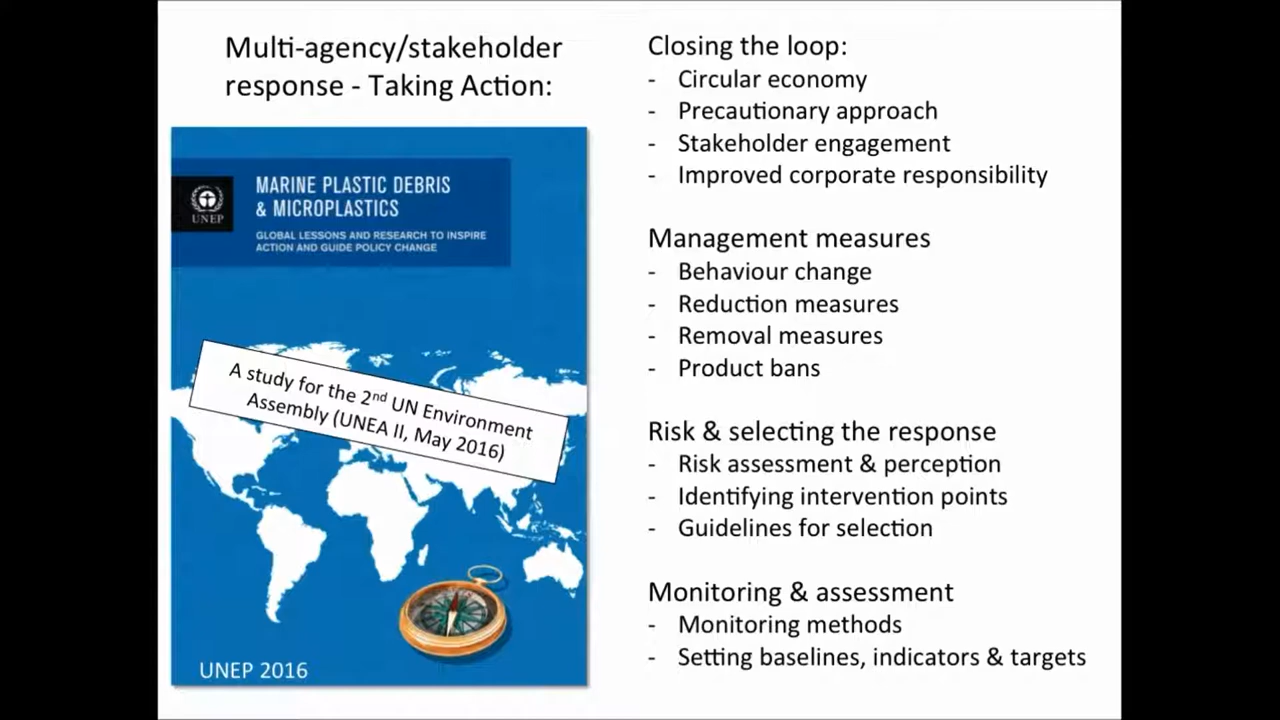 Multi-agency/stakeholder
response - Taking Action:
UNEP
MARINE PLASTIC DEBRIS
& MICROPLASTICS
GLOBAL LESSONS AND RESEARCH TO INSPIRE
ACTION AND GUIDE POLICY CHANGE
A study for the 2nd UN Environment
Assembly (UNEA II, May 2016)
UNEP 2016
Closing the loop:
- Circular economy
- Precautionary approach
- Stakeholder engagement
- Improved corporate responsibility
Management measures
- Behaviour change
- Reduction measures
- Removal measures
- Product bans
Risk & selecting the response
- Risk assessment & perception
- Identifying intervention points
- Guidelines for selection
Monitoring & assessment
- Monitoring methods
- Setting baselines, indicators & targets